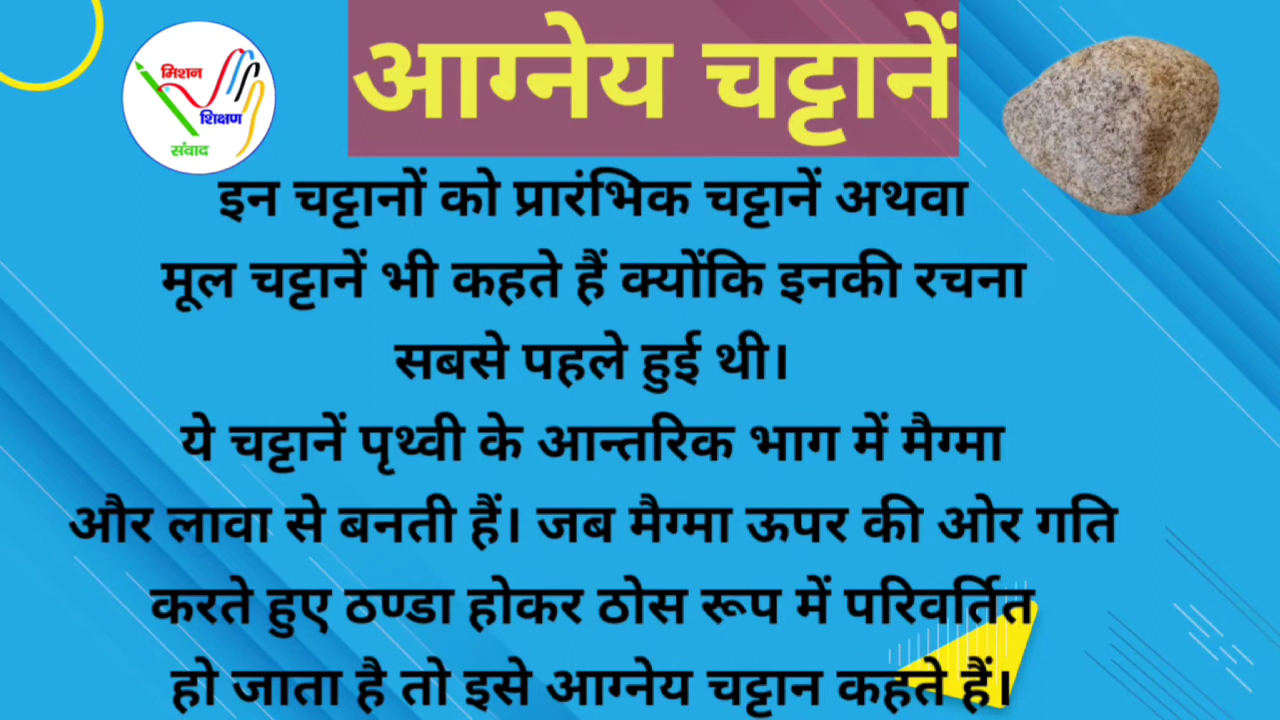 मिशन
शिक्षण
संवाद
आग्नेय चट्टानें
इन चट्टानों को प्रारंभिक चट्टानें अथवा
मूल चट्टानें भी कहते हैं क्योंकि इनकी रचना
सबसे पहले हुई थी।
ये चट्टानें पृथ्वी के आन्तरिक भाग में मैग्मा
और लावा से बनती हैं। जब मैग्मा ऊपर की ओर गति
करते हुए ठण्डा होकर ठोस रूप में परिवर्तित
हो जाता है तो इसे आग्नेय चट्टान कहते हैं।